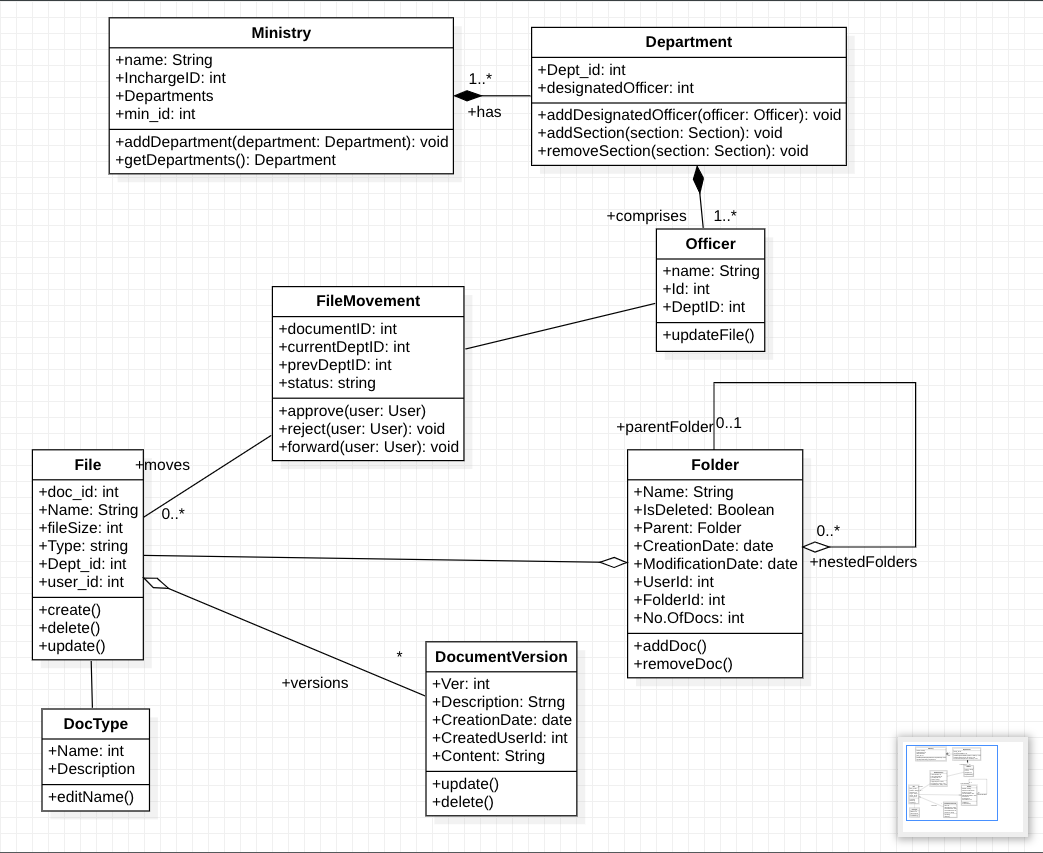 Ministry
+name: String
+InchargeID: int
+Departments
+min_id: int
+addDepartment(department: Department): void
+getDepartments(): Department
1..*
+has
Department
+Dept_id: int
+designatedOfficer: int
+addDesignatedOfficer(officer: Officer): void
+addSection(section: Section): void
+removeSection(section: Section): void
+comprises
1..*
Officer
+name: String
+Id: int
+DeptID: int
+updateFile()
FileMovement
+documentID: int
+currentDeptID: int
+prevDeptID: int
+status: string
+approve(user: User)
+reject(user: User): void
+forward(user: User): void
+moves
0..*
File
+doc_id: int
+Name: String
+fileSize: int
+Type: string
+Dept_id: int
+user_id: int
+create()
+delete()
+update()
+parentFolder
0..1
Folder
+Name: String
+IsDeleted: Boolean
+Parent: Folder
+CreationDate: date
+ModificationDate: date
+UserId: int
+FolderId: int
+No.OfDocs: int
+addDoc()
+removeDoc()
0..*
+nestedFolders
*
+versions
DocumentVersion
+Ver: int
+Description: Strng
+CreationDate: date
+CreatedUserId: int
+Content: String
+update()
+delete()
DocType
+Name: int
+Description
+editName()